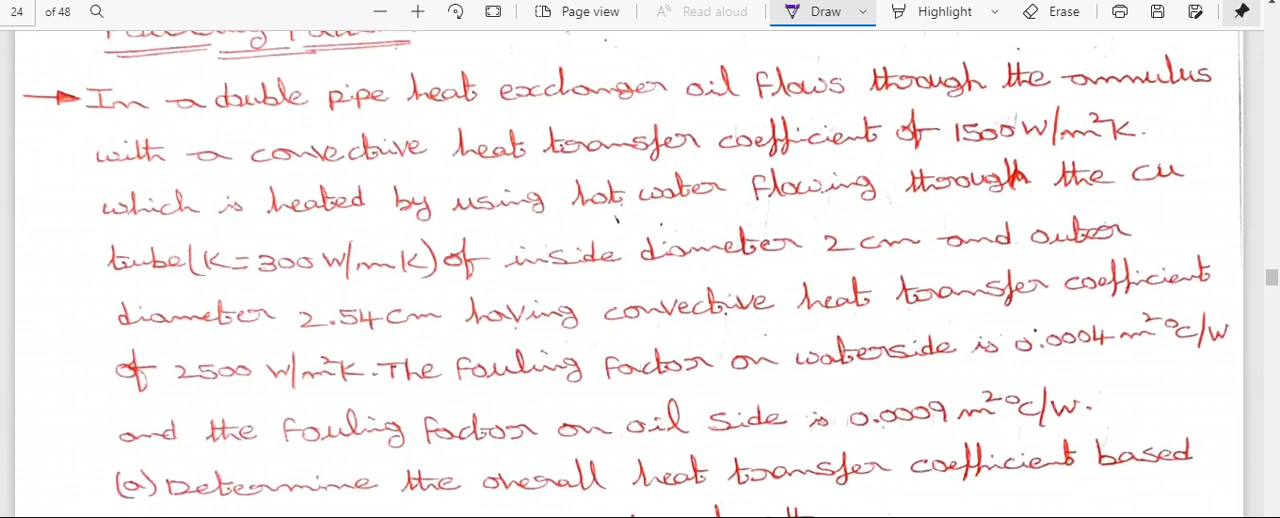 24 of 48 Page view Read aloud Draw Highlight Erase
→ In a double pipe heat exchanger oil flows through the annulus
with a convective heat transfer coefficient of 1500 W/m²K.
which is heated by using hot water flowing through the cu
tube (K=300 W/mK) of inside diameter 2 cm and outer
diameter 2.54 cm having convective heat transfer coefficient
of 2500 W/m²K. The fouling factor on waterside is 0.0004 m²°C/W
and the fouling factor on oil side is 0.0009 m²°C/W.
(a) Determine the overall heat transfer coefficient based